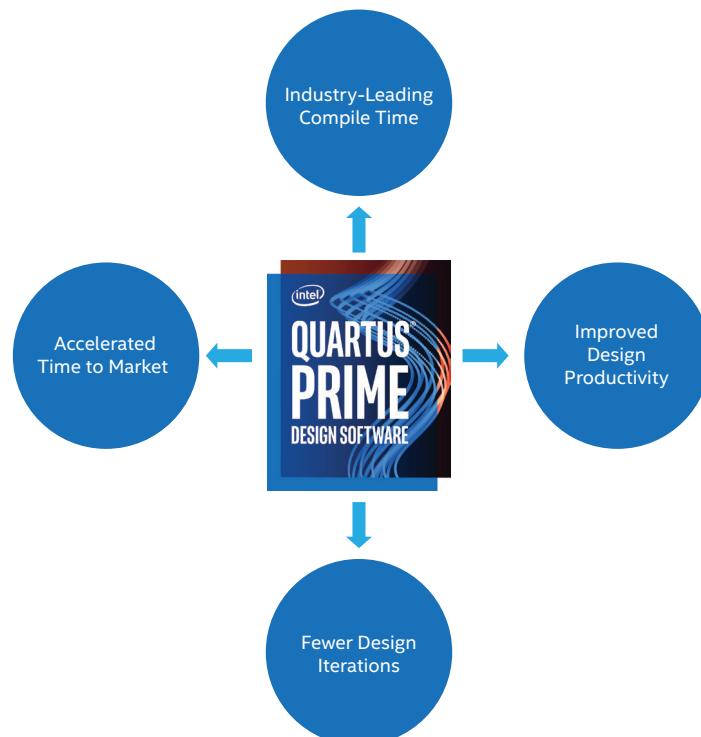 Industry-Leading
Compile Time
Accelerated
Time to Market
intel
QUARTUS®
PRIME
DESIGN SOFTWARE
Improved
Design
Productivity
Fewer Design
Iterations